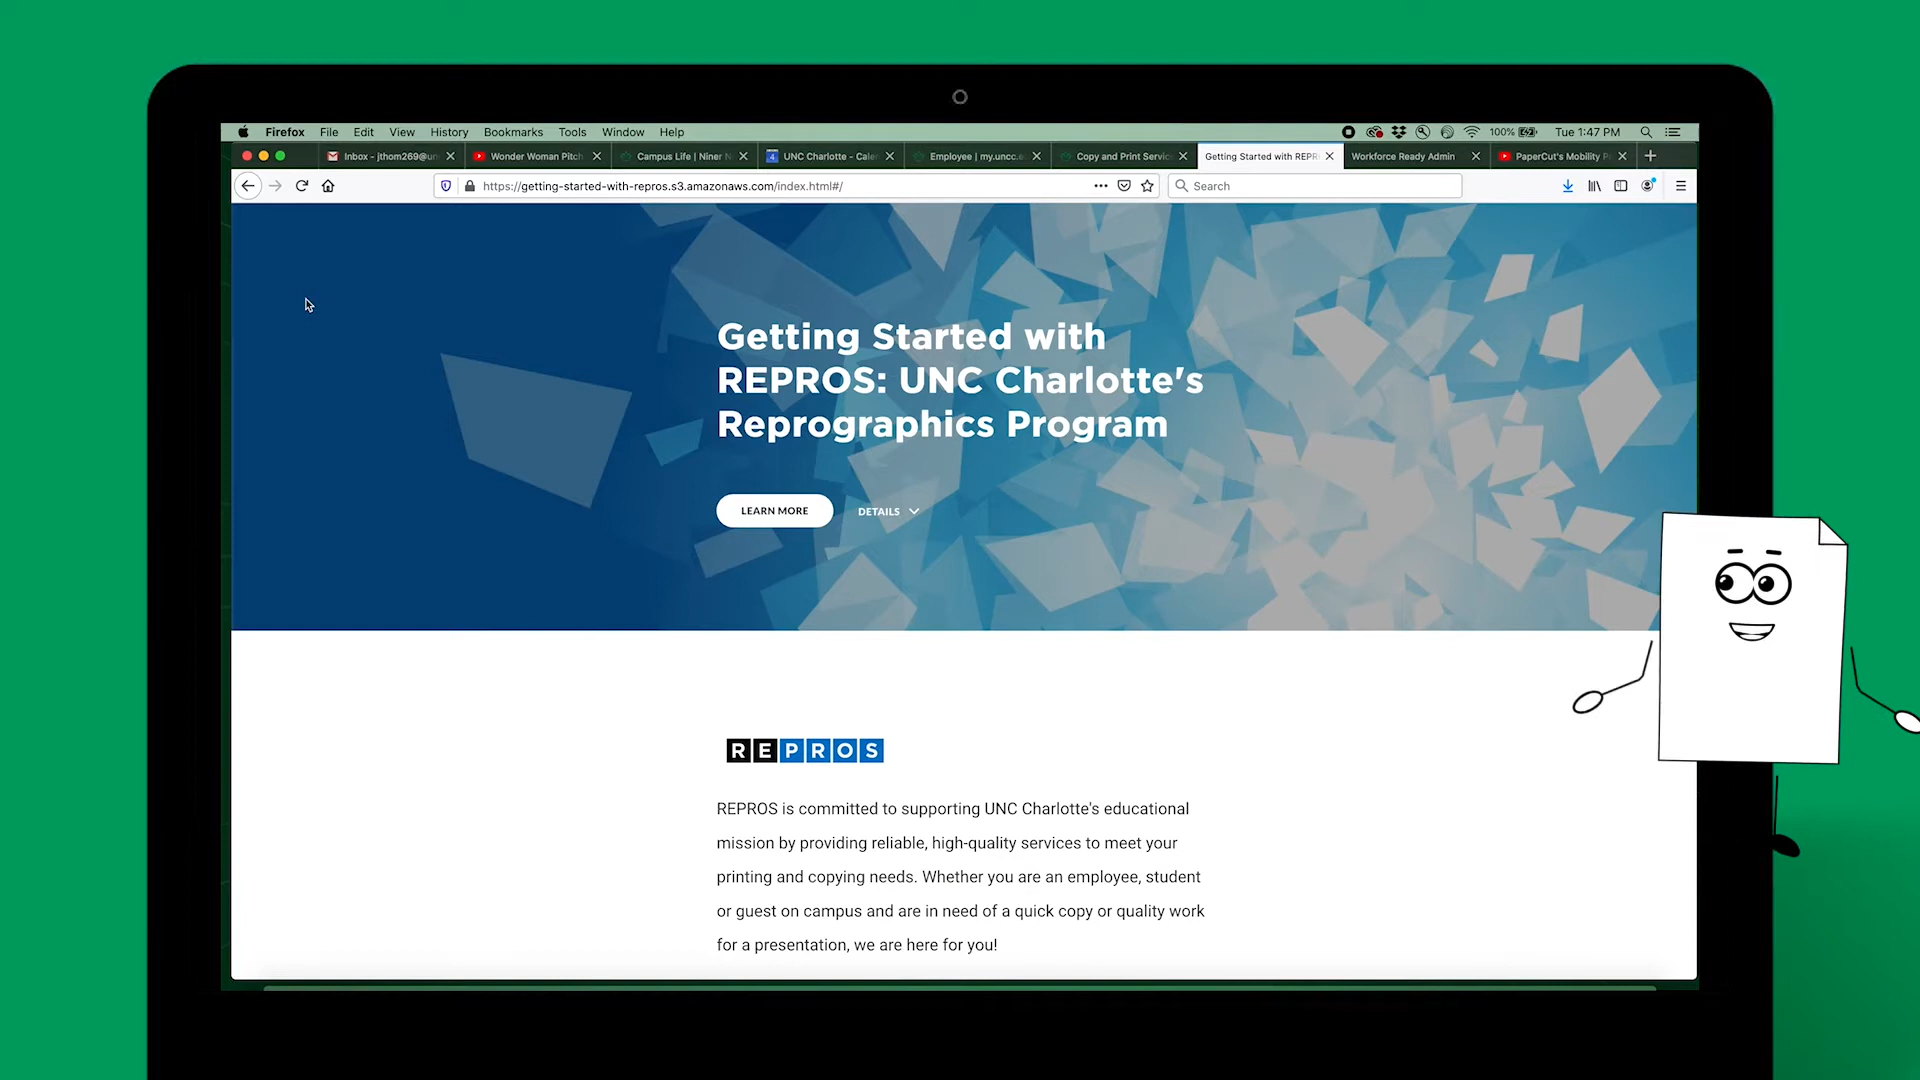 Firefox File Edit View History Bookmarks Tools Window Help 100% Tue 1:47 PM
Inbox - jthom269@un Wonder Woman Pitch Campus Life | Niner N UNC Charlotte - Cale Employee | my.uncc.e Copy and Print Servic Getting Started with REPR Workforce Ready Admin PaperCut's Mobility P
https://getting-started-with-repros.s3.amazonaws.com/index.html#/ Search
Getting Started with
REPROS: UNC Charlotte's
Reprographics Program
LEARN MORE DETAILS
REPROS
REPROS is committed to supporting UNC Charlotte's educational
mission by providing reliable, high-quality services to meet your
printing and copying needs. Whether you are an employee, student
or guest on campus and are in need of a quick copy or quality work
for a presentation, we are here for you!